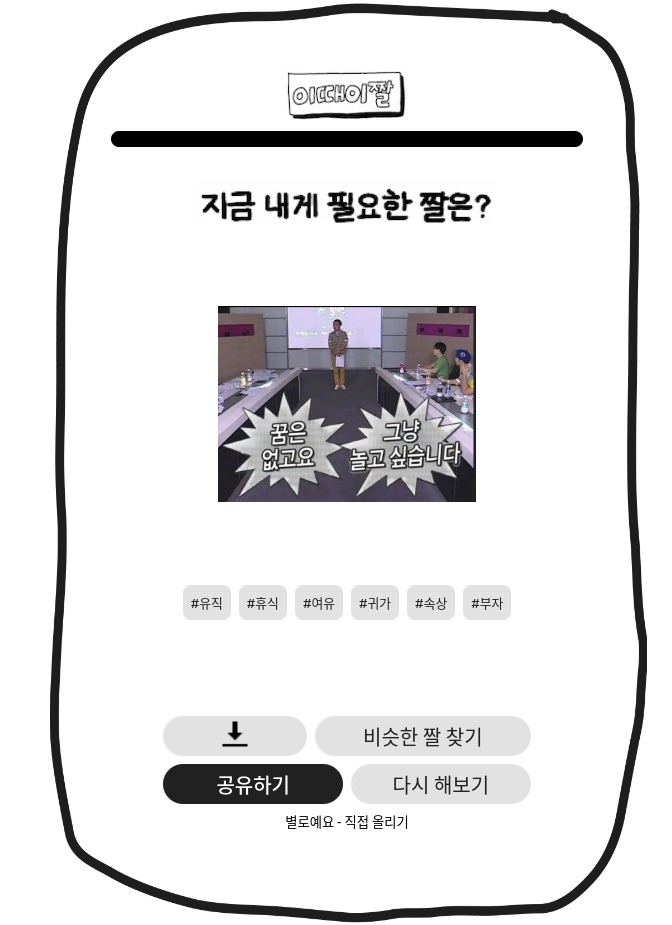 이때이짤
지금 내게 필요한 짤은?
꿈은
없고요
그냥
놀고 싶습니다
#유직 #휴식 #여유 #귀가 #속상 #부자
비슷한 짤 찾기
공유하기 다시 해보기
별로예요 - 직접 올리기